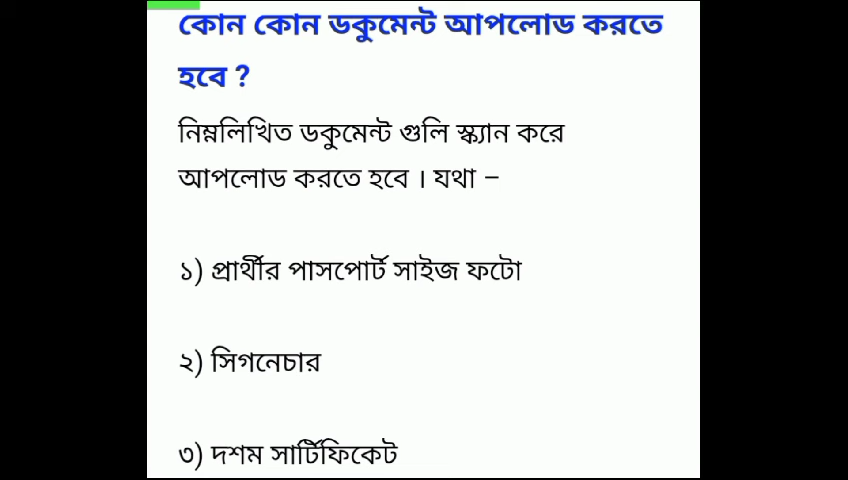 কোন কোন ডকুমেন্ট আপলোড করতে
হবে ?
নিম্নলিখিত ডকুমেন্ট গুলি স্ক্যান করে
আপলোড করতে হবে । যথা –
১) প্রার্থীর পাসপোর্ট সাইজ ফটো
২) সিগনেচার
৩) দশম সার্টিফিকেট